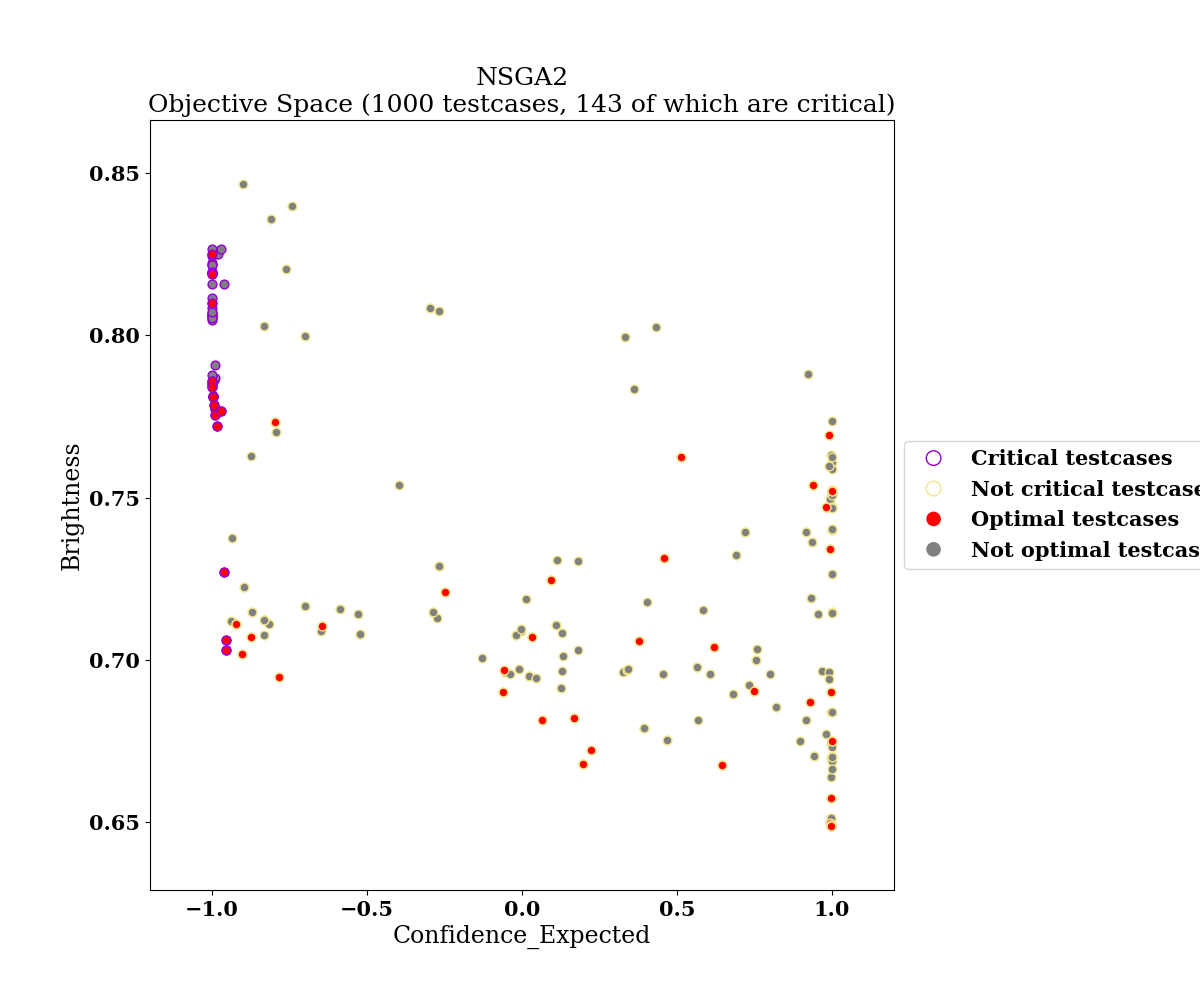 NSGA2
Objective Space (1000 testcases, 143 of which are critical)
0.85
0.80
0.75
0.70
0.65
Brightness
−1.0
−0.5
0.0
0.5
1.0
Confidence_Expected
Critical testcases
Not critical testcase
Optimal testcases
Not optimal testcas